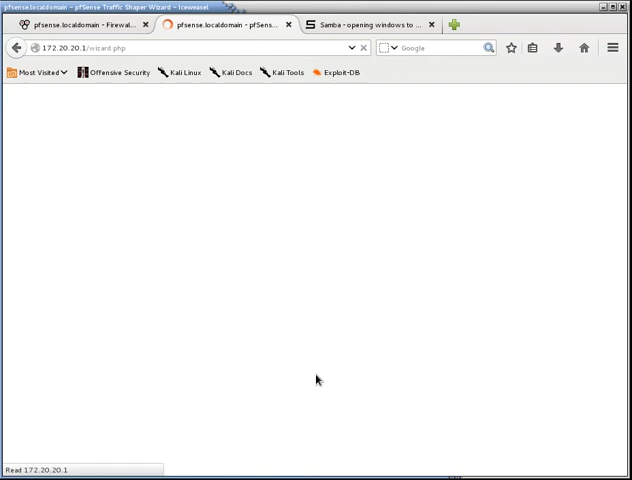 pfsense.localdomain - pfSense Traffic Shaper Wizard - Iceweasel
pfsense.localdomain - Firewal...
pfsense.localdomain - pfSens...
Samba - opening windows to ...
172.20.20.1/wizard.php
Google
Most Visited
Offensive Security
Kali Linux
Kali Docs
Kali Tools
Exploit-DB
Read 172.20.20.1